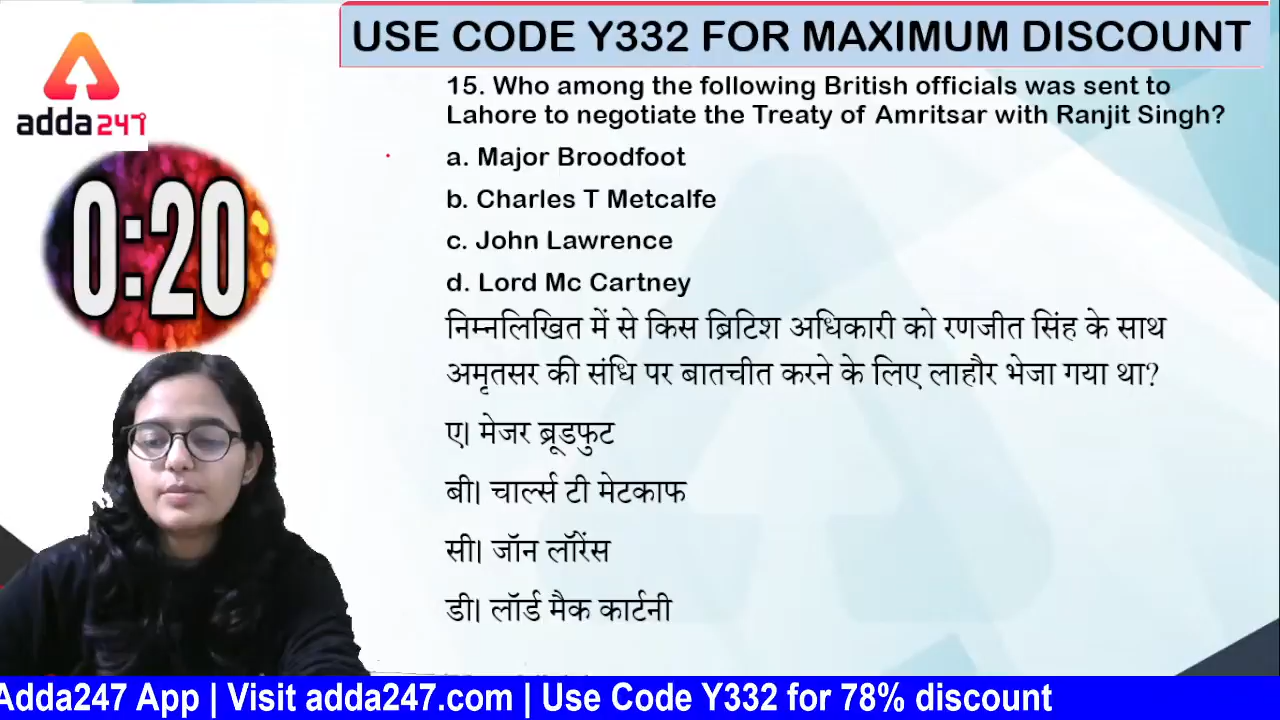 USE CODE Y332 FOR MAXIMUM DISCOUNT
adda247
0:20
15. Who among the following British officials was sent to
Lahore to negotiate the Treaty of Amritsar with Ranjit Singh?
a. Major Broodfoot
b. Charles T Metcalfe
c. John Lawrence
d. Lord Mc Cartney
निम्नलिखित में से किस ब्रिटिश अधिकारी को रणजीत सिंह के साथ
अमृतसर की संधि पर बातचीत करने के लिए लाहौर भेजा गया था?
ए। मेजर ब्रूडफुट
बी। चार्ल्स टी मेटकाफ
सी। जॉन लॉरेंस
डी। लॉर्ड मैक कार्टनी
Adda247 App | Visit adda247.com | Use Code Y332 for 78% discount